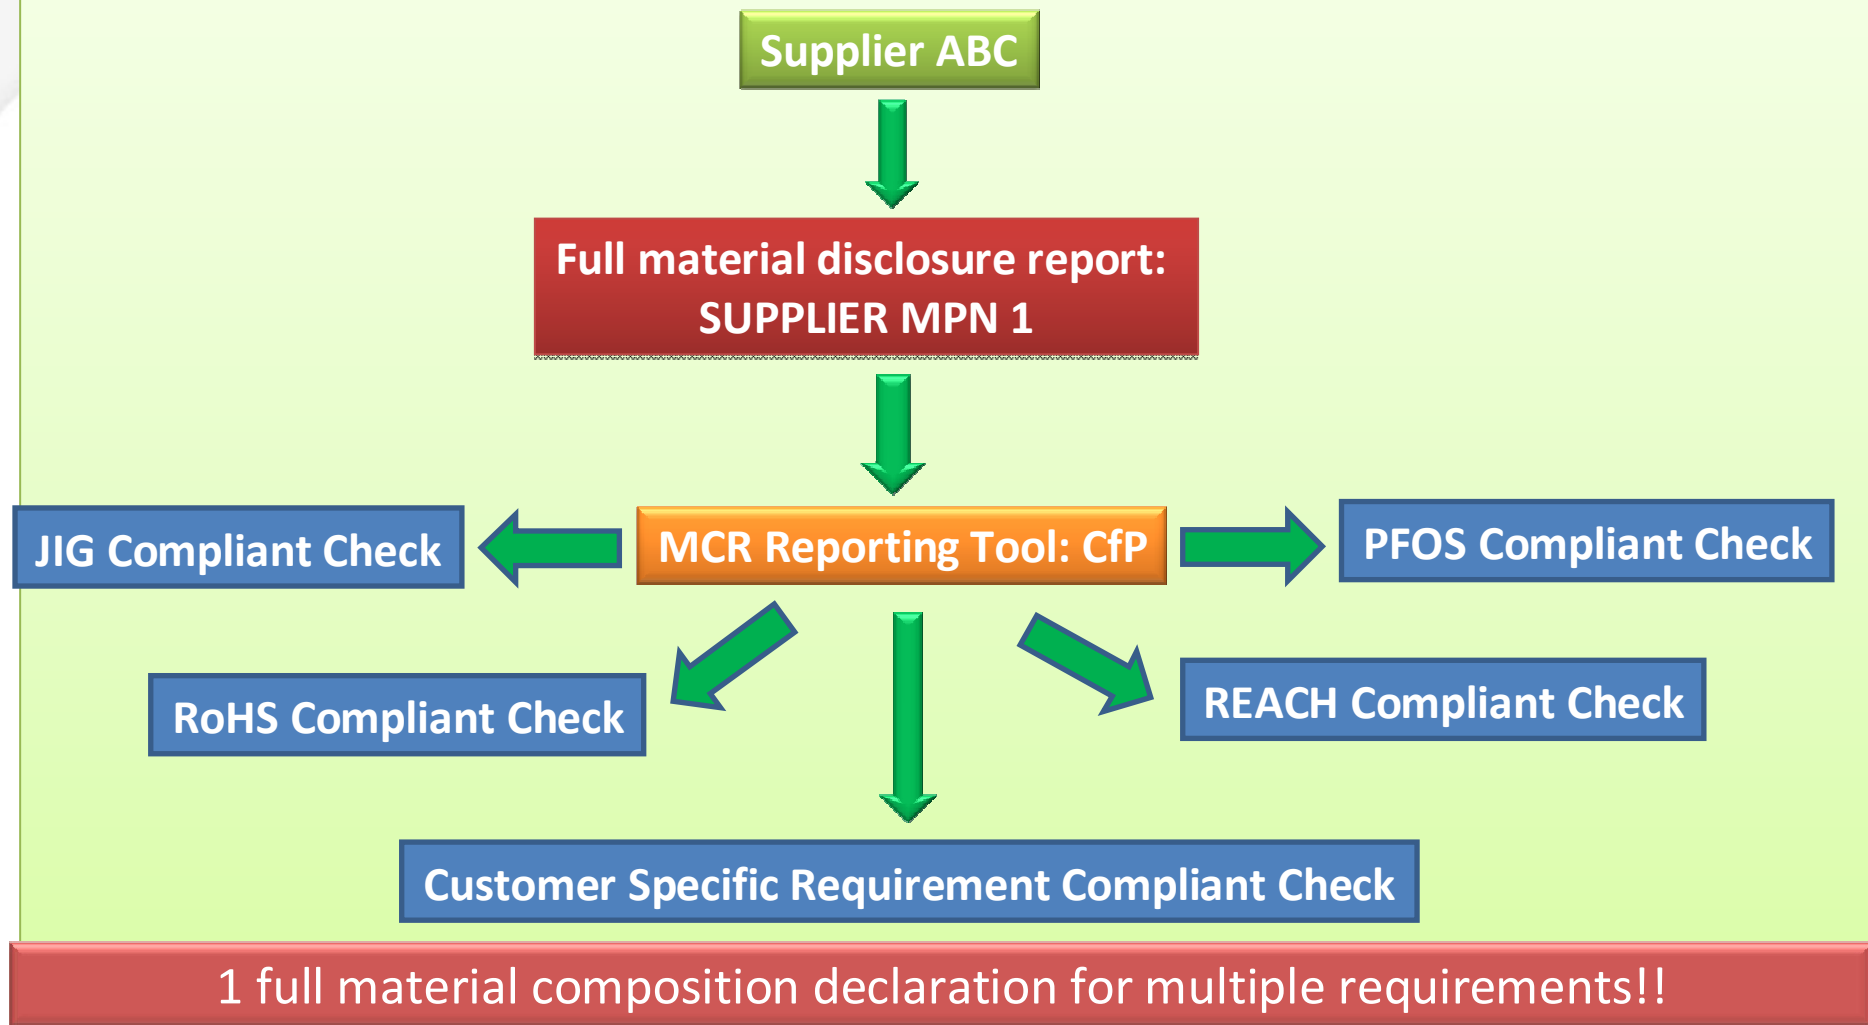 Supplier ABC
Full material disclosure report:
SUPPLIER MPN 1
JIG Compliant Check
MCR Reporting Tool: CfP
PFOS Compliant Check
RoHS Compliant Check
REACH Compliant Check
Customer Specific Requirement Compliant Check
1 full material composition declaration for multiple requirements!!